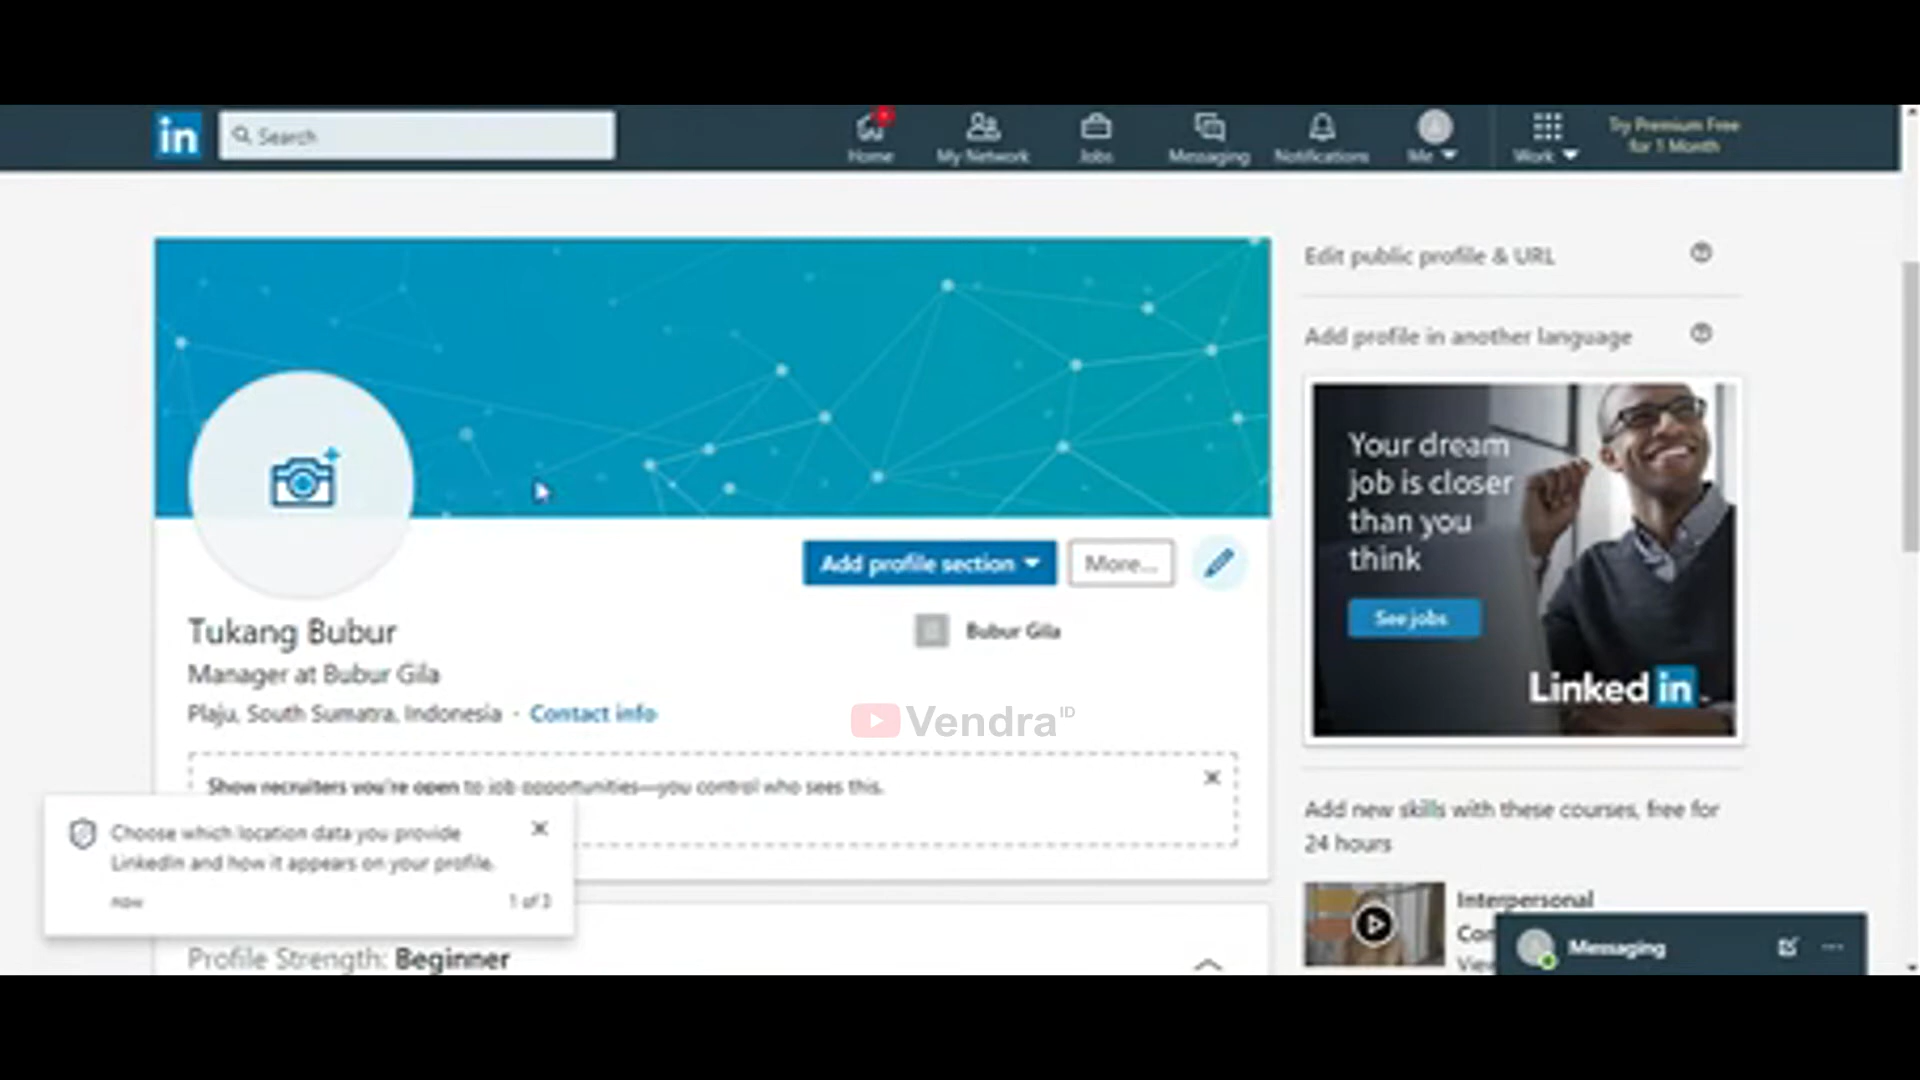 in
Search
Home
My Network
Jobs
Messaging
Notifications
Me
Work
Try Premium Free
for 1 Month
Edit public profile & URL
Add profile in another language
Your dream
job is closer
than you
think
See jobs
Linked in
Add profile section
More...
Tukang Bubur
Bubur Gila
Manager at Bubur Gila
Plaju, South Sumatra, Indonesia · Contact info
Vendra ID
Show recruiters you're open to job opportunities—you control who sees this.
Choose which location data you provide
LinkedIn and how it appears on your profile.
now
1 of 3
Profile Strength: Beginner
Add new skills with these courses, free for
24 hours
Interpersonal
Messaging